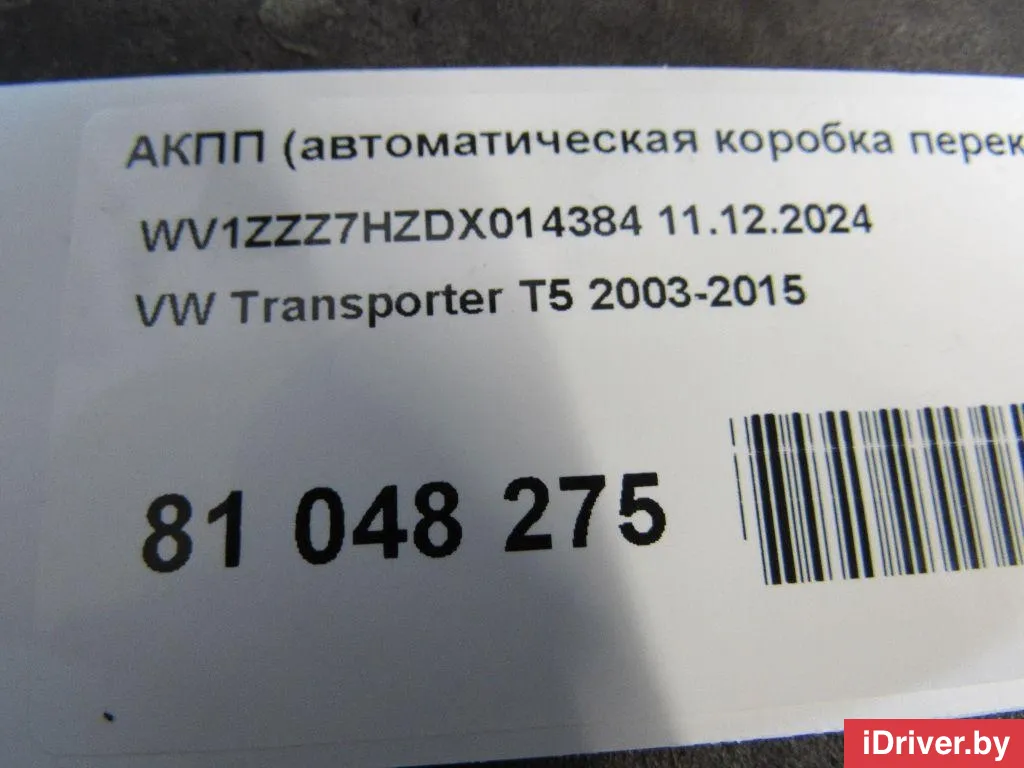 АКПП (автоматическая коробка перек
WV1ZZZ7HZDX014384 11.12.2024
VW Transporter T5 2003-2015
81 048 275
iDriver.by